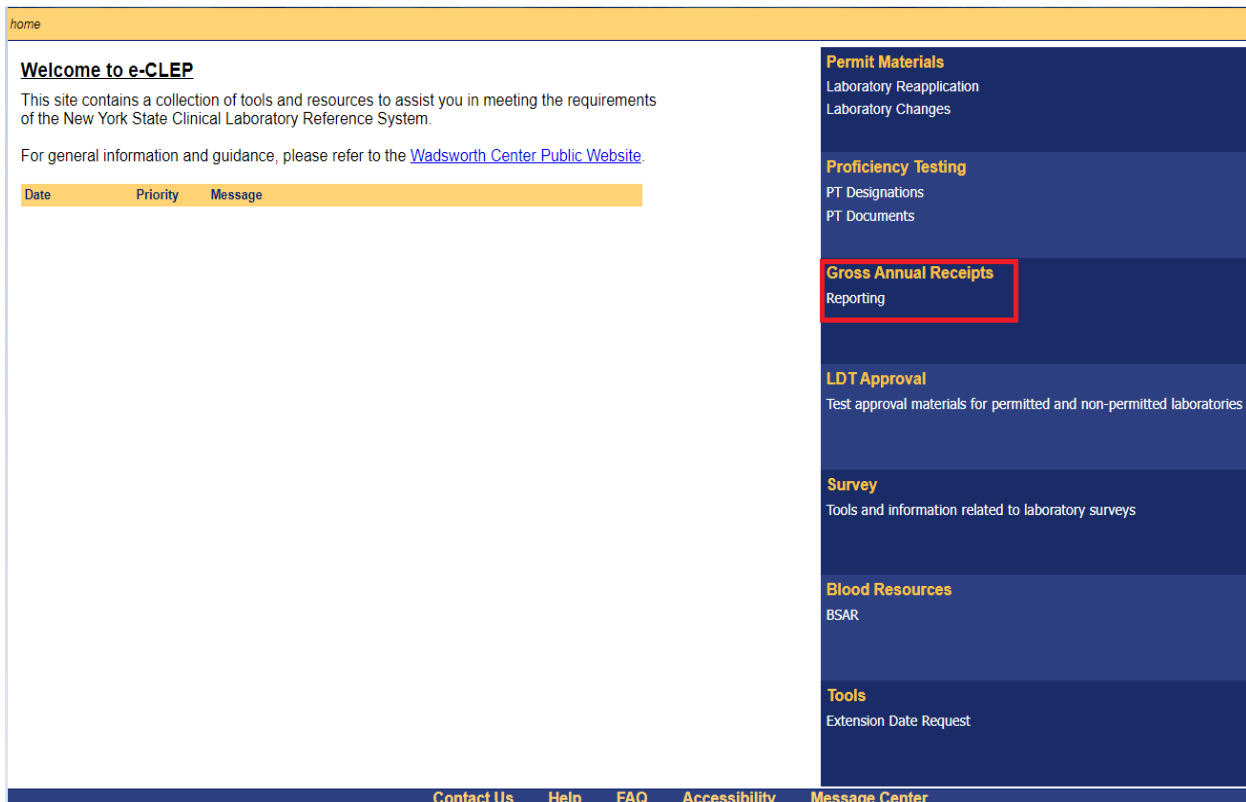 home
Welcome to e-CLEP
This site contains a collection of tools and resources to assist you in meeting the requirements
of the New York State Clinical Laboratory Reference System.
For general information and guidance, please refer to the Wadsworth Center Public Website.
Date Priority Message
Permit Materials
Laboratory Reapplication
Laboratory Changes
Proficiency Testing
PT Designations
PT Documents
Gross Annual Receipts
Reporting
LDT Approval
Test approval materials for permitted and non-permitted laboratories
Survey
Tools and information related to laboratory surveys
Blood Resources
BSAR
Tools
Extension Date Request
Contact Us Help FAQ Accessibility Message Center